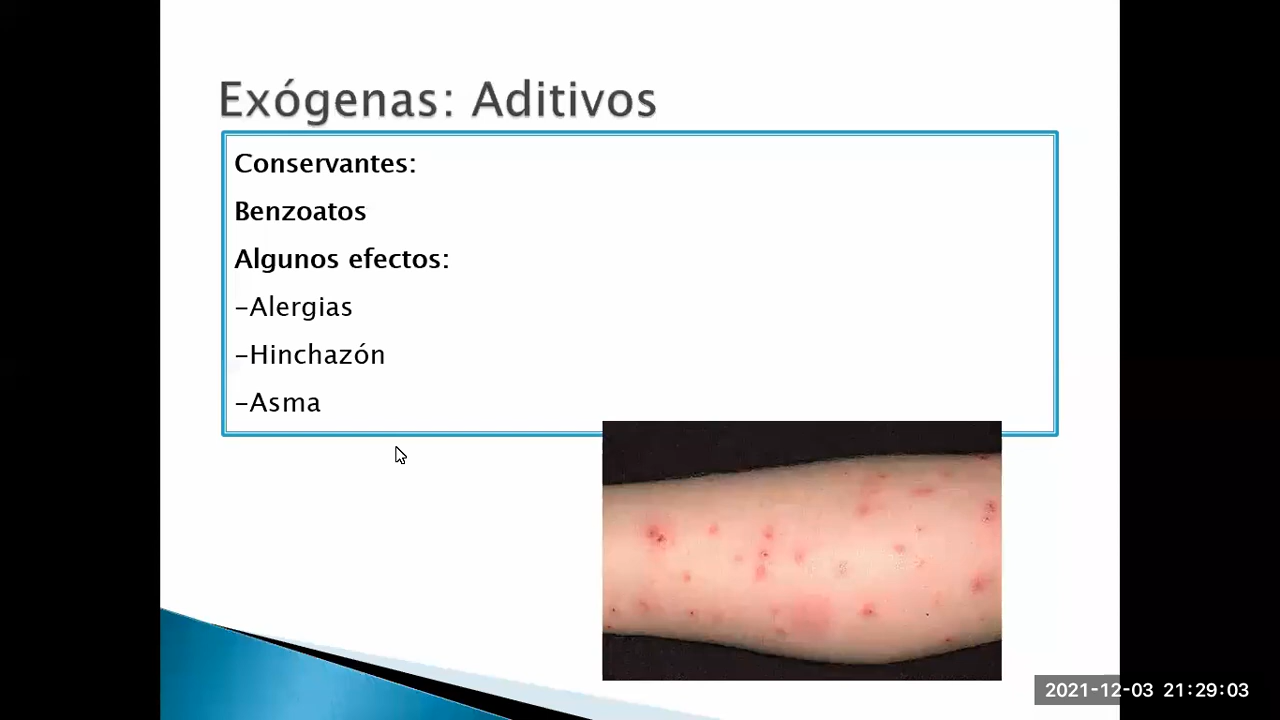 Exógenas: Aditivos
Conservantes:
Benzoatos
Algunos efectos:
-Alergias
-Hinchazón
-Asma
2021-12-03 21:29:03